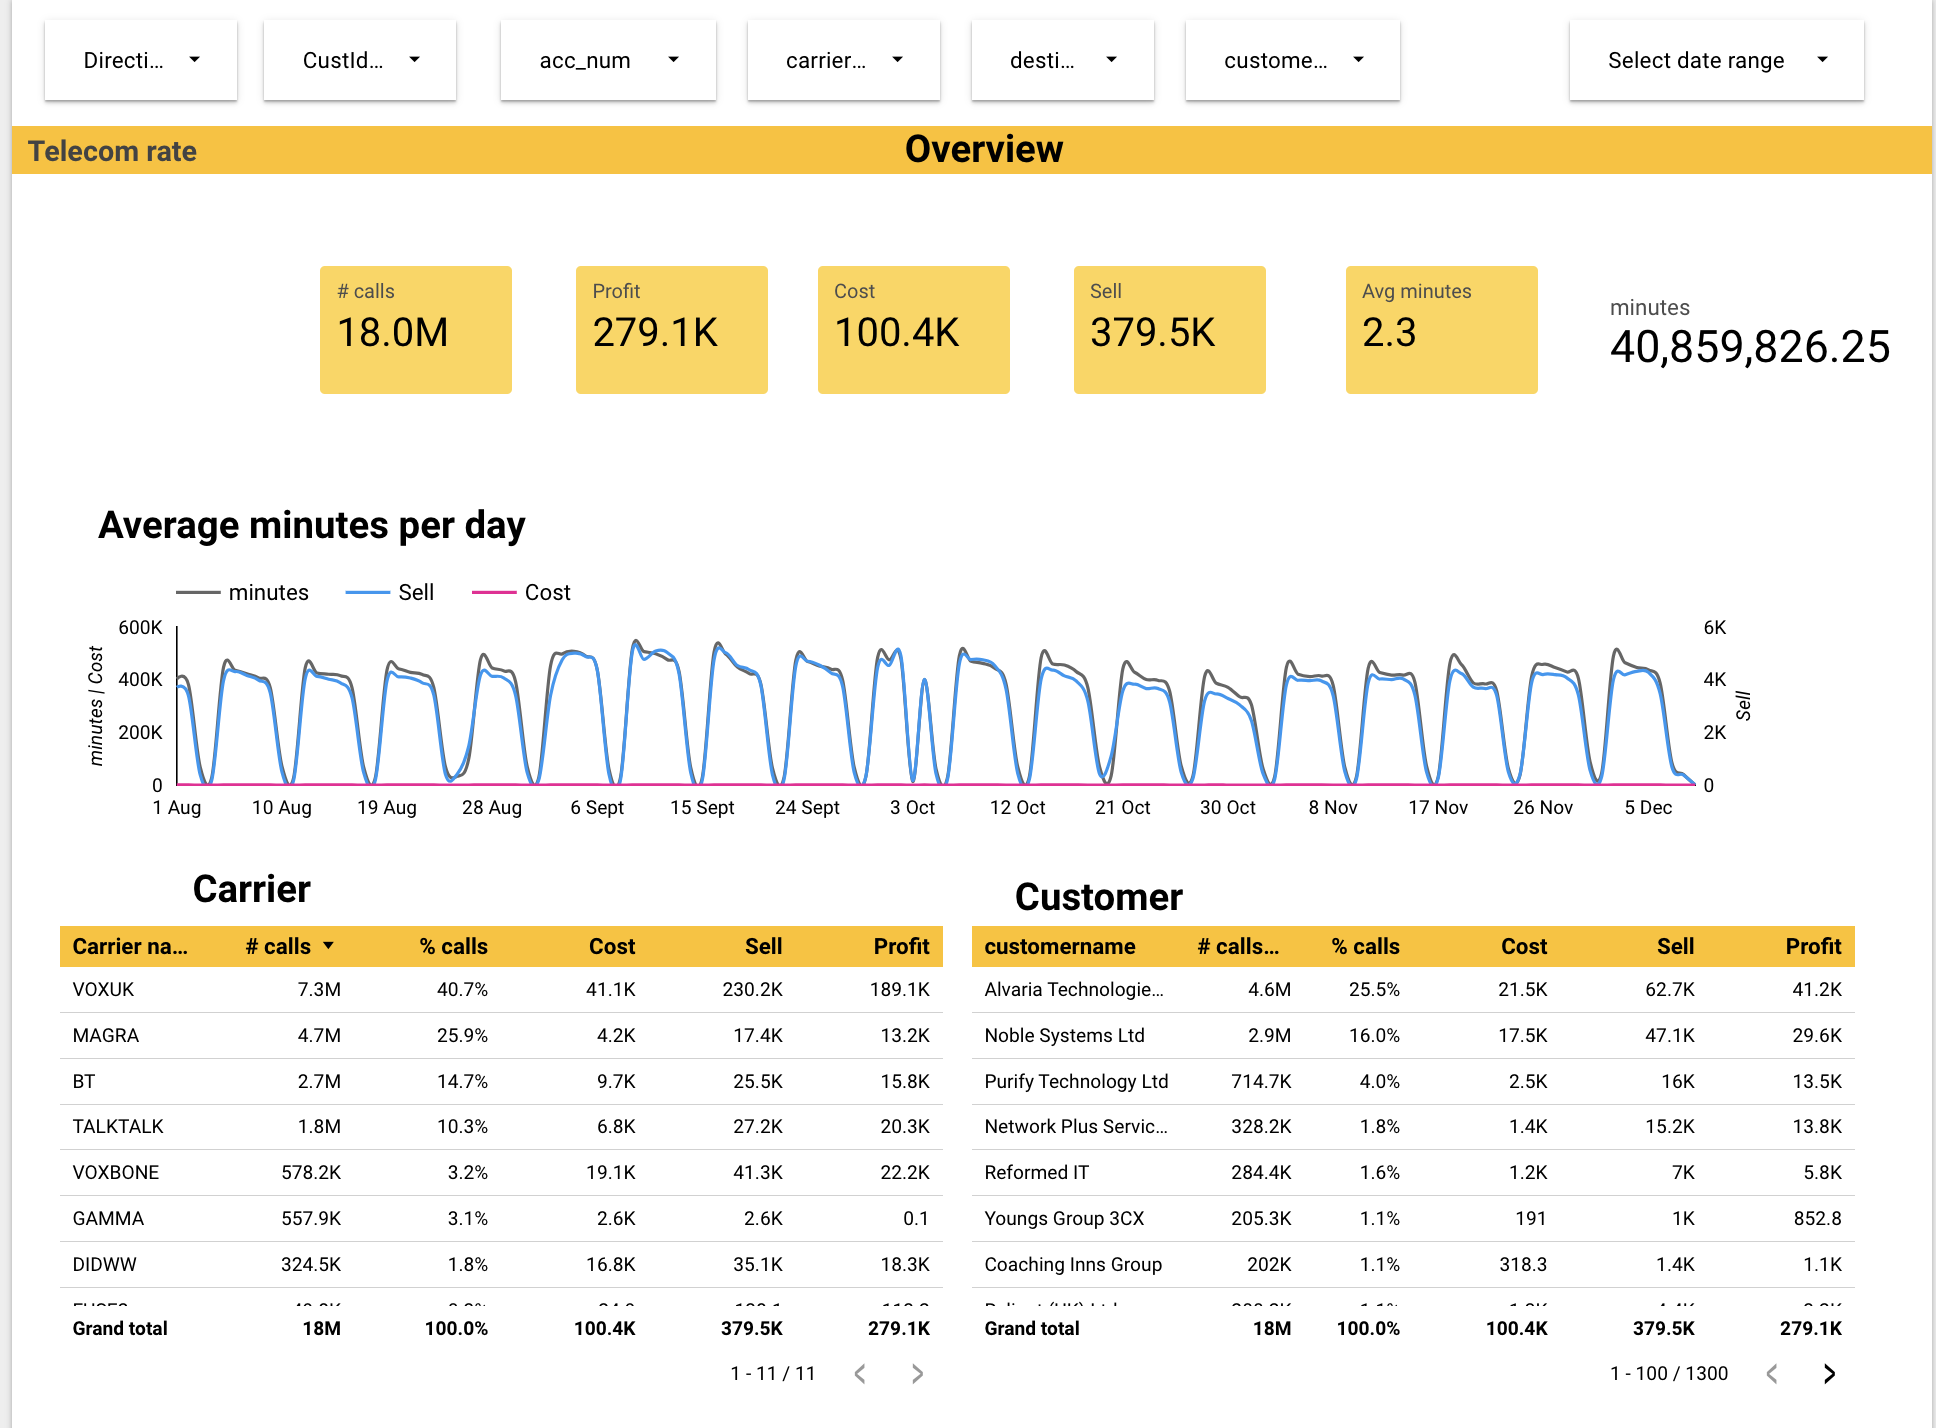 Directi...
CustId...
acc_num
carrier...
desti...
custome...
Select date range
Telecom rate
Overview
# calls
18.0M
Profit
279.1K
Cost
100.4K
Sell
379.5K
Avg minutes
2.3
minutes
40,859,826.25
Average minutes per day
minutes Sell Cost
600K
400K
200K
0
minutes | Cost
6K
4K
2K
0
Sell
1 Aug 10 Aug 19 Aug 28 Aug 6 Sept 15 Sept 24 Sept 3 Oct 12 Oct 21 Oct 30 Oct 8 Nov 17 Nov 26 Nov 5 Dec
Carrier
Carrier na... # calls % calls Cost Sell Profit
VOXUK 7.3M 40.7% 41.1K 230.2K 189.1K
MAGRA 4.7M 25.9% 4.2K 17.4K 13.2K
BT 2.7M 14.7% 9.7K 25.5K 15.8K
TALKTALK 1.8M 10.3% 6.8K 27.2K 20.3K
VOXBONE 578.2K 3.2% 19.1K 41.3K 22.2K
GAMMA 557.9K 3.1% 2.6K 2.6K 0.1
DIDWW 324.5K 1.8% 16.8K 35.1K 18.3K
Grand total 18M 100.0% 100.4K 379.5K 279.1K
1 - 11 / 11
Customer
customername # calls... % calls Cost Sell Profit
Alvaria Technologie... 4.6M 25.5% 21.5K 62.7K 41.2K
Noble Systems Ltd 2.9M 16.0% 17.5K 47.1K 29.6K
Purify Technology Ltd 714.7K 4.0% 2.5K 16K 13.5K
Network Plus Servic... 328.2K 1.8% 1.4K 15.2K 13.8K
Reformed IT 284.4K 1.6% 1.2K 7K 5.8K
Youngs Group 3CX 205.3K 1.1% 191 1K 852.8
Coaching Inns Group 202K 1.1% 318.3 1.4K 1.1K
Grand total 18M 100.0% 100.4K 379.5K 279.1K
1 - 100 / 1300